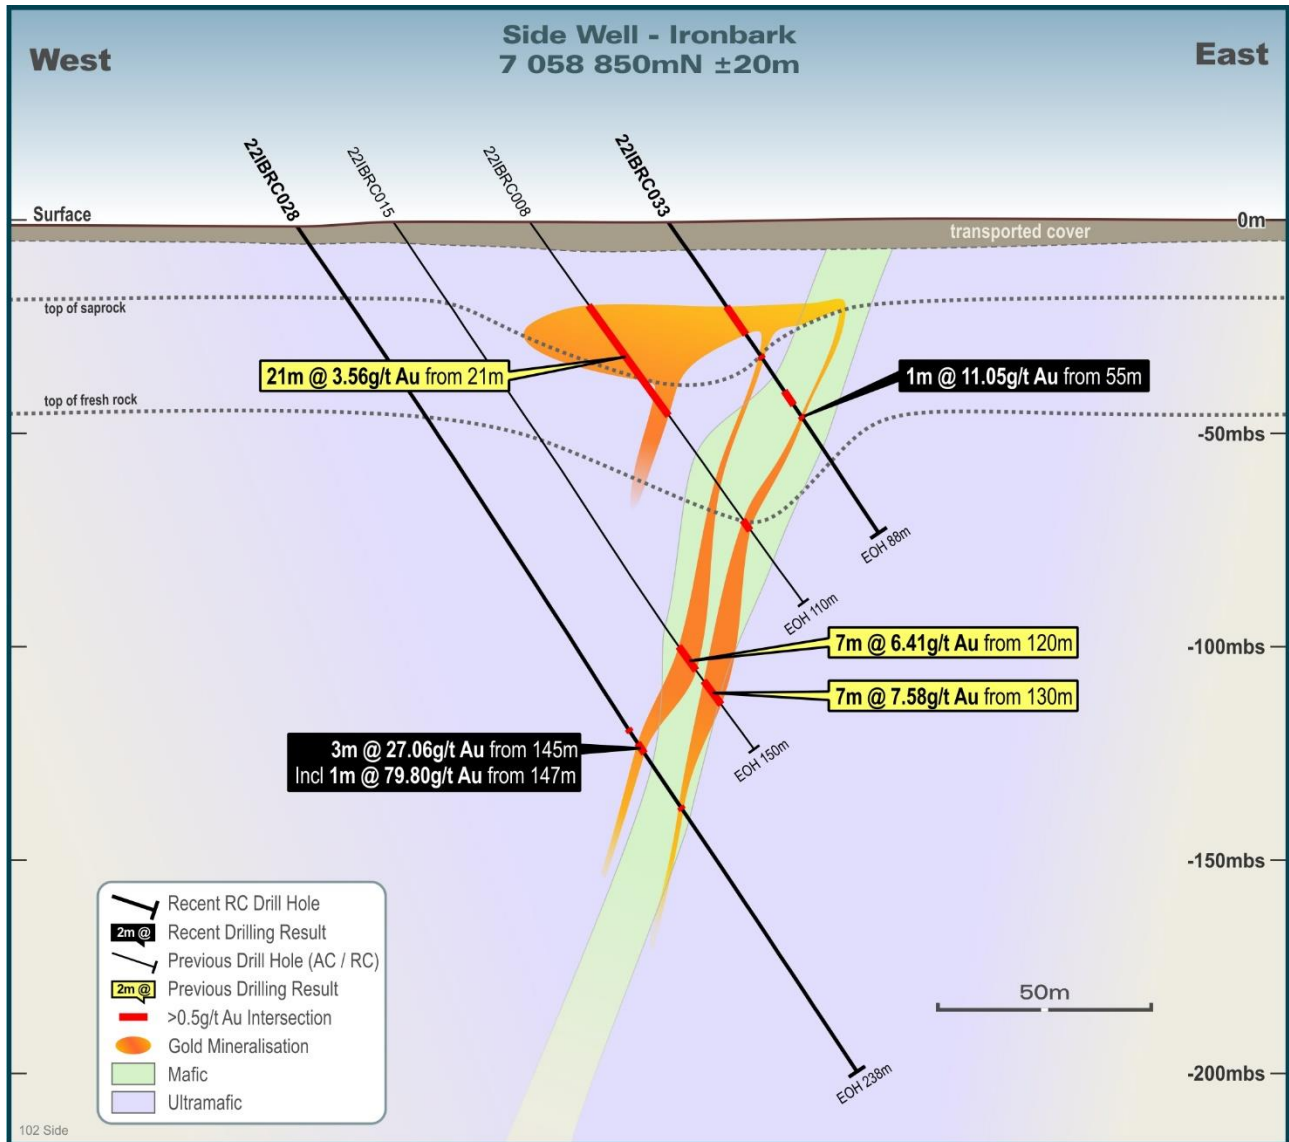 Side Well - Ironbark
7 058 850mN ±20m
West
East
22IBRC028
22IBRC015
22IBRC008
22IBRC033
Surface
0m
transported cover
top of saprock
21m @ 3.56g/t Au from 21m
1m @ 11.05g/t Au from 55m
top of fresh rock
-50mbs
EOH 88m
EOH 110m
-100mbs
7m @ 6.41g/t Au from 120m
7m @ 7.58g/t Au from 130m
EOH 150m
3m @ 27.06g/t Au from 145m
Incl 1m @ 79.80g/t Au from 147m
-150mbs
Recent RC Drill Hole
2m @
Recent Drilling Result
Previous Drill Hole (AC / RC)
2m @
Previous Drilling Result
>0.5g/t Au Intersection
Gold Mineralisation
Mafic
Ultramafic
50m
-200mbs
EOH 238m
102 Side